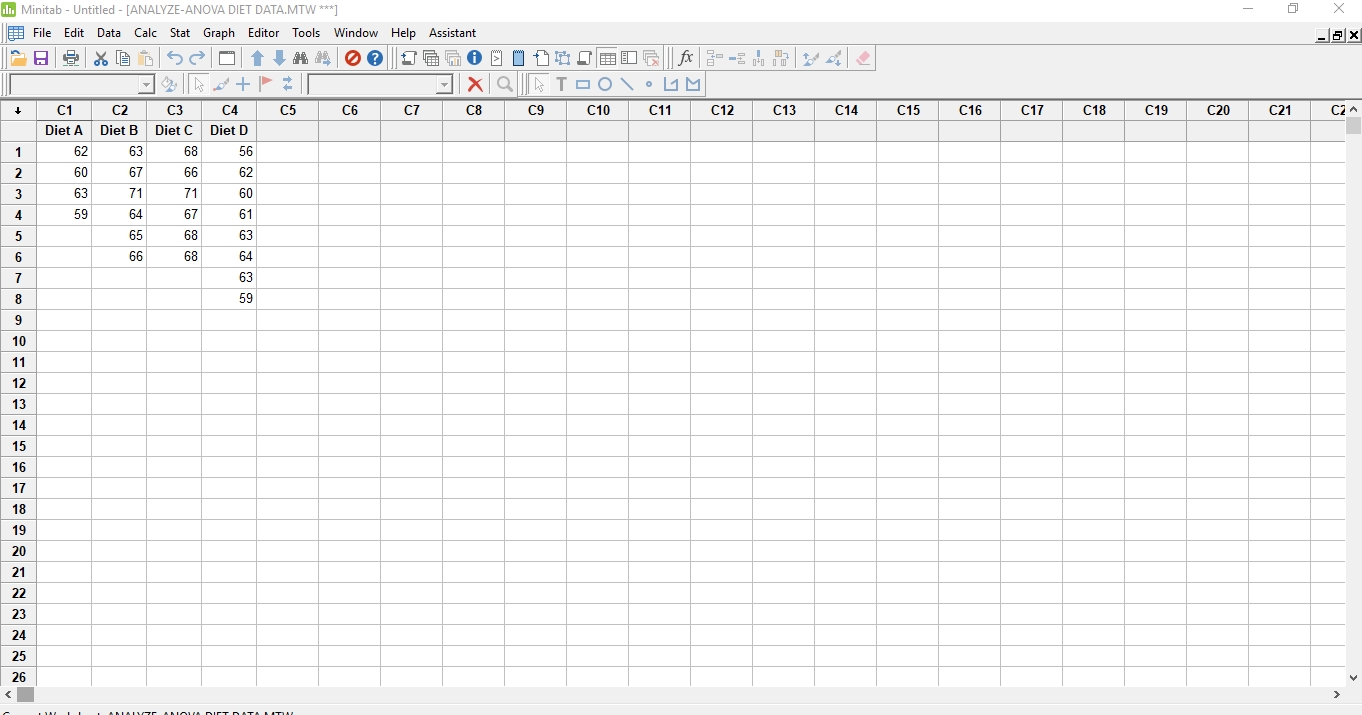 Minitab - Untitled - [ANALYZE-ANOVA DIET DATA.MTW ***]
File Edit Data Calc Stat Graph Editor Tools Window Help Assistant
fx
T
C1 C2 C3 C4 C5 C6 C7 C8 C9 C10 C11 C12 C13 C14 C15 C16 C17 C18 C19 C20 C21
Diet A Diet B Diet C Diet D
1 62 63 68 56
2 60 67 66 62
3 63 71 71 60
4 59 64 67 61
5 65 68 63
6 66 68 64
7 63
8 59
9
10
11
12
13
14
15
16
17
18
19
20
21
22
23
24
25
26
Current Worksheet: ANALYZE-ANOVA DIET DATA.MTW